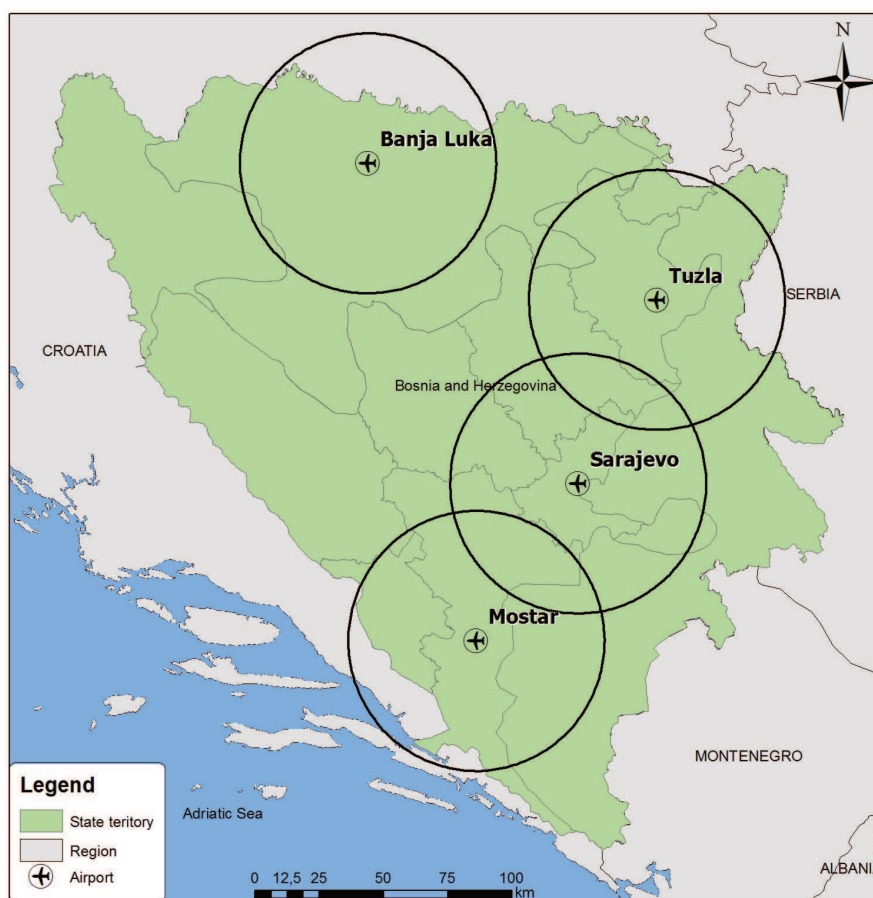 N
Banja Luka
Tuzla
SERBIA
CROATIA
Bosnia and Herzegovina
Sarajevo
Mostar
MONTENEGRO
Legend
State teritory
Region
Airport
Adriatic Sea
ALBANI
0 12,5 25 50 75 100
km